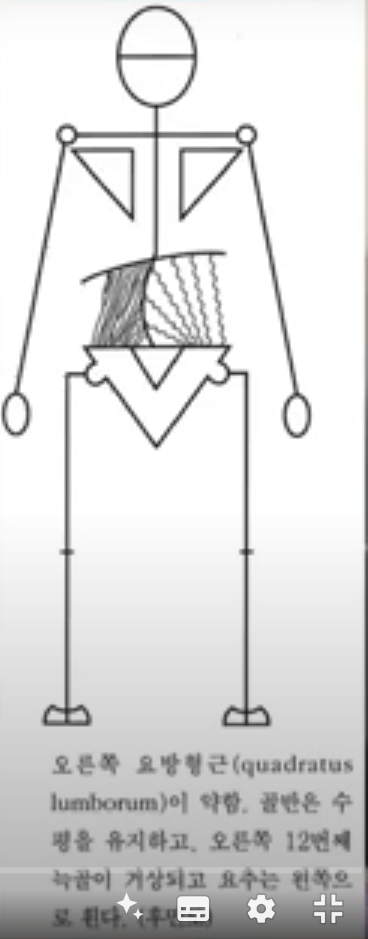 오른쪽 요방형근(quadratus
lumborum)이 약함. 골반은 수
평을 유지하고, 오른쪽 12번째
늑골이 거상되고 요추는 왼쪽으
로 휜다.